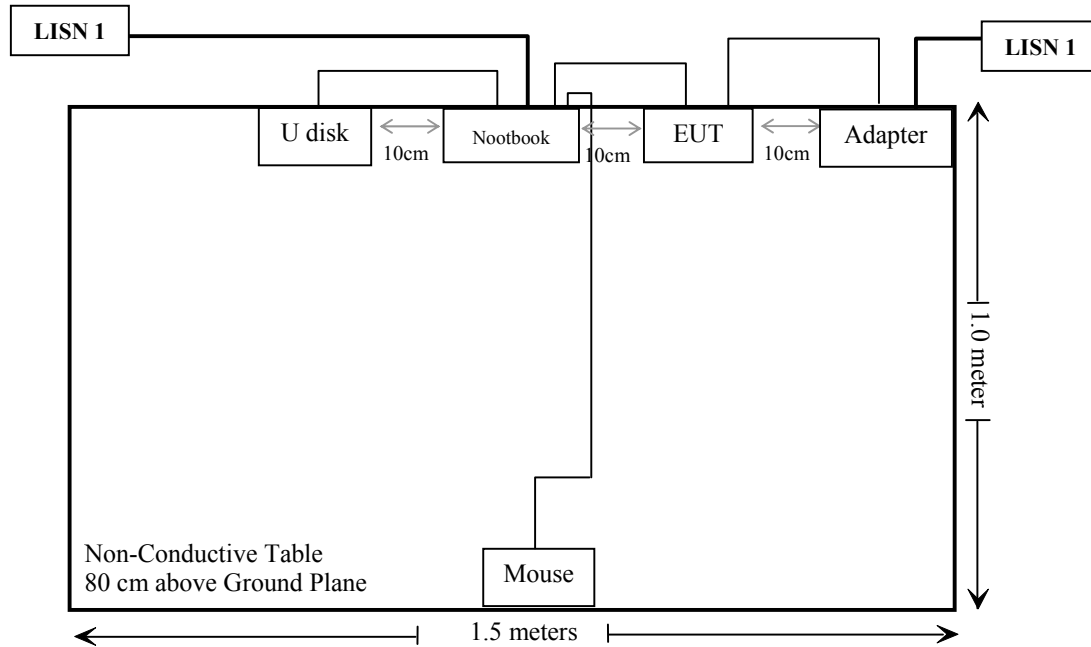 LISN 1
LISN 1
U disk
Nootbook
EUT
Adapter
10cm
10cm
10cm
1.0 meter
Non-Conductive Table
80 cm above Ground Plane
Mouse
1.5 meters